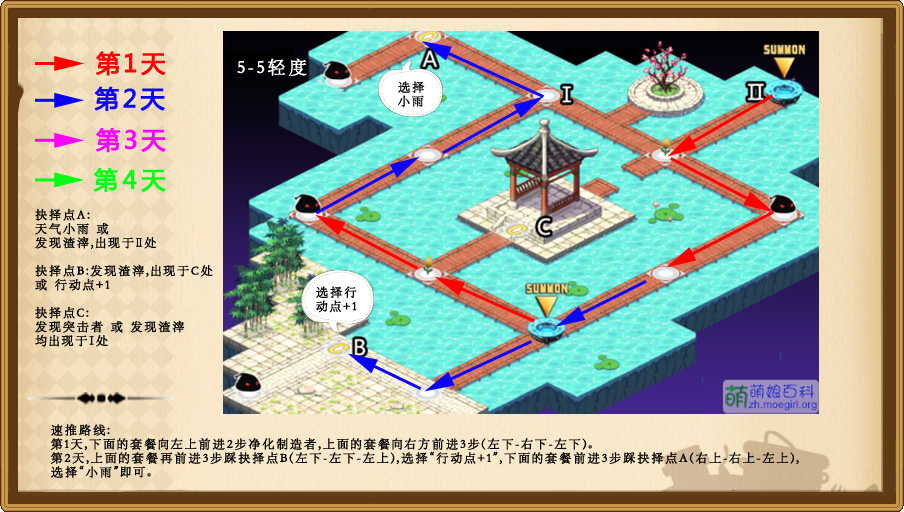 第1天
第2天
第3天
第4天
抉择点A:
天气小雨 或
发现渣滓,出现于II处
抉择点B:发现渣滓,出现于C处
或 行动点+1
抉择点C:
发现突击者 或 发现渣滓
均出现于I处
5-5轻度
A
选择
小雨
I
II
SUMMON
C
SUMMON
选择行
动点+1
B
萌娘百科
zh.moegirl.org
速推路线:
第1天,下面的套餐向左上前进2步净化制造者,上面的套餐向右方前进3步(左下-右下-左下)。
第2天,上面的套餐再前进3步踩抉择点B(左下-左下-左上),选择“行动点+1”,下面的套餐前进3步踩抉择点A(右上-右上-左上),
选择“小雨”即可。